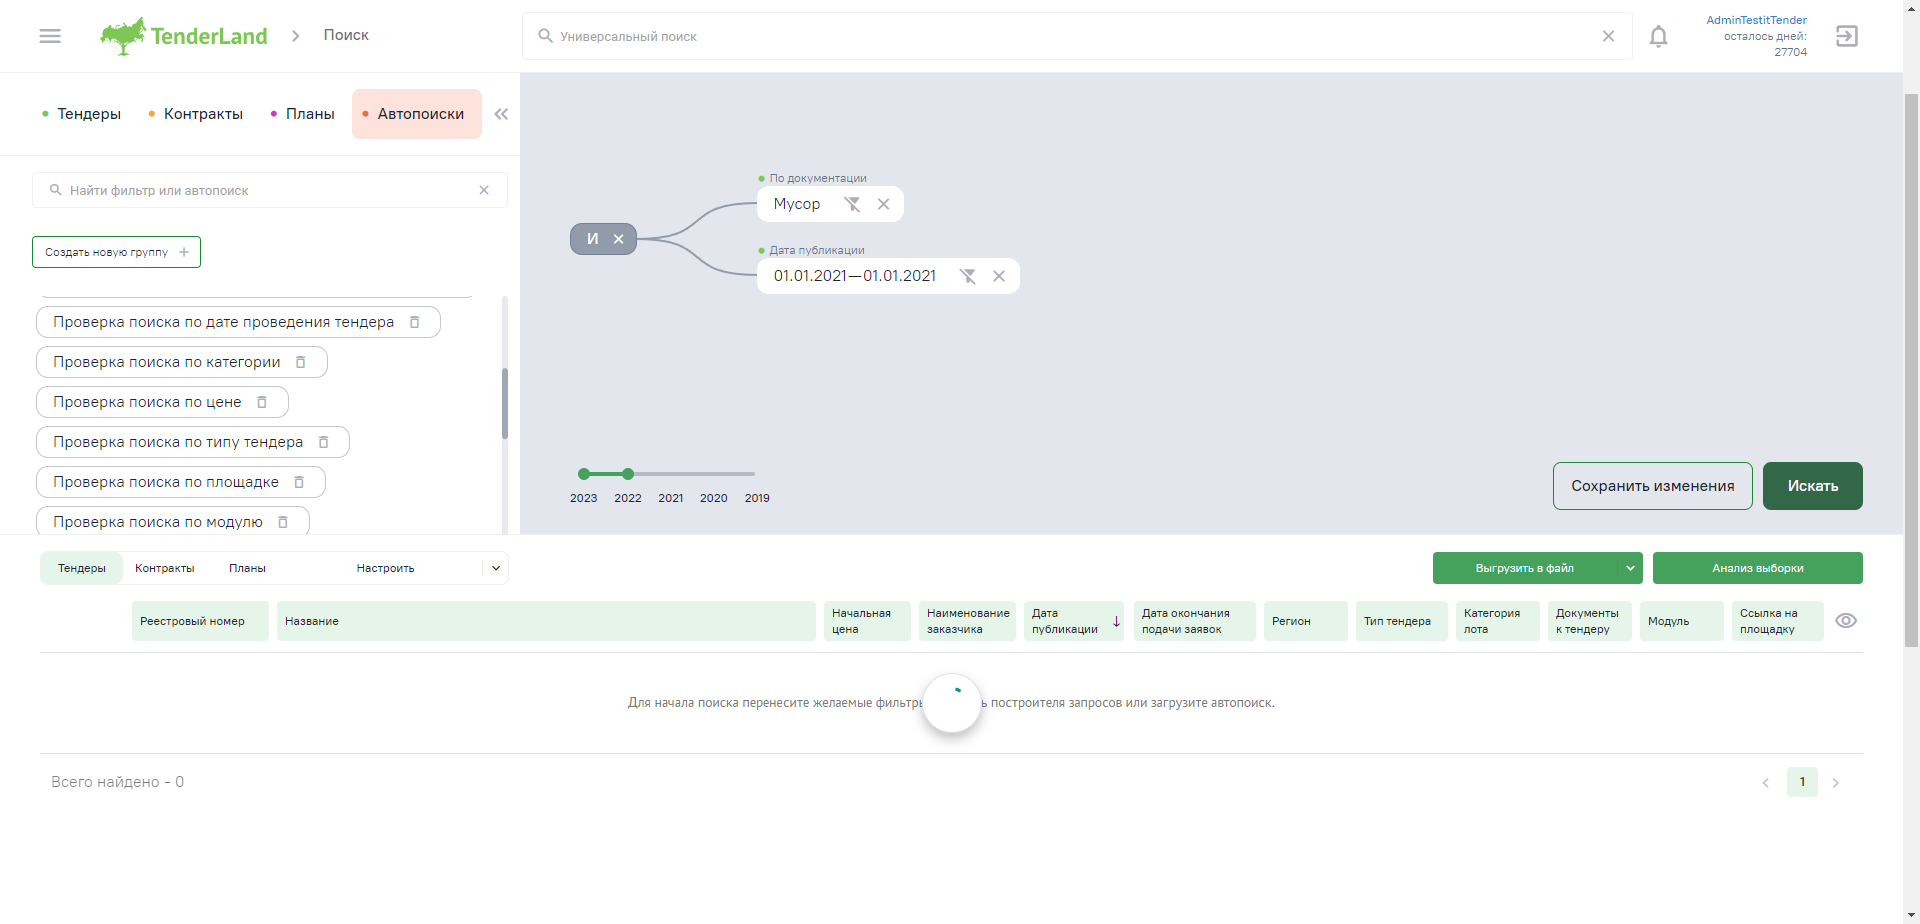 TenderLand
Поиск
Универсальный поиск
AdminTestitTender
осталось дней:
27704
Тендеры
Контракты
Планы
Автопоиски
Найти фильтр или автопоиск
Создать новую группу
Проверка поиска по дате проведения тендера
Проверка поиска по категории
Проверка поиска по цене
Проверка поиска по типу тендера
Проверка поиска по площадке
Проверка поиска по модулю
По документации
Мусор
И
Дата публикации
01.01.2021—01.01.2021
2023 2022 2021 2020 2019
Сохранить изменения
Искать
Тендеры
Контракты
Планы
Настроить
Выгрузить в файл
Анализ выборки
Реестровый номер
Название
Начальная
цена
Наименование
заказчика
Дата
публикации
Дата окончания
подачи заявок
Регион
Тип тендера
Категория
лота
Документы
к тендеру
Модуль
Ссылка на
площадку
Для начала поиска перенесите желаемые построителя запросов или загрузите автопоиск.
Всего найдено - 0
1